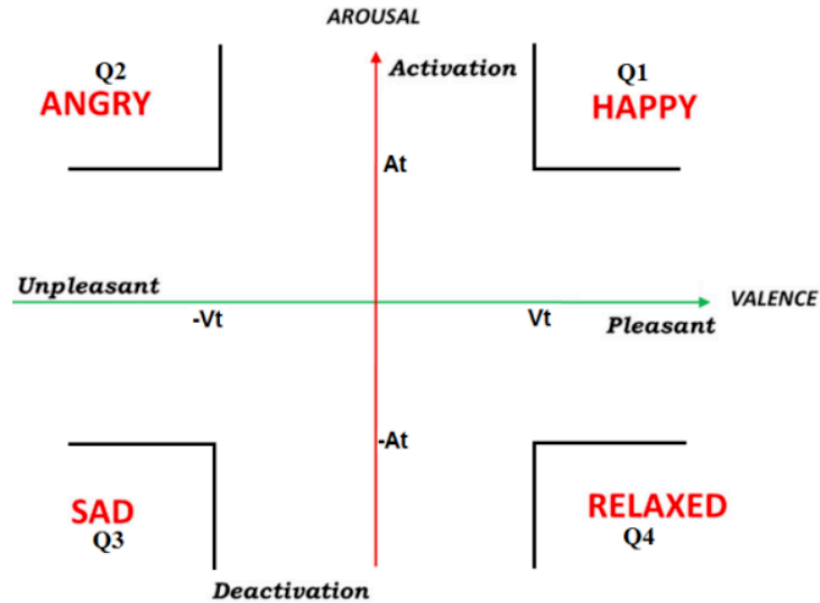 AROUSAL
Q2
ANGRY
Activation
Q1
HAPPY
At
Unpleasant
VALENCE
-Vt
Vt
Pleasant
-At
SAD
Q3
RELAXED
Q4
Deactivation